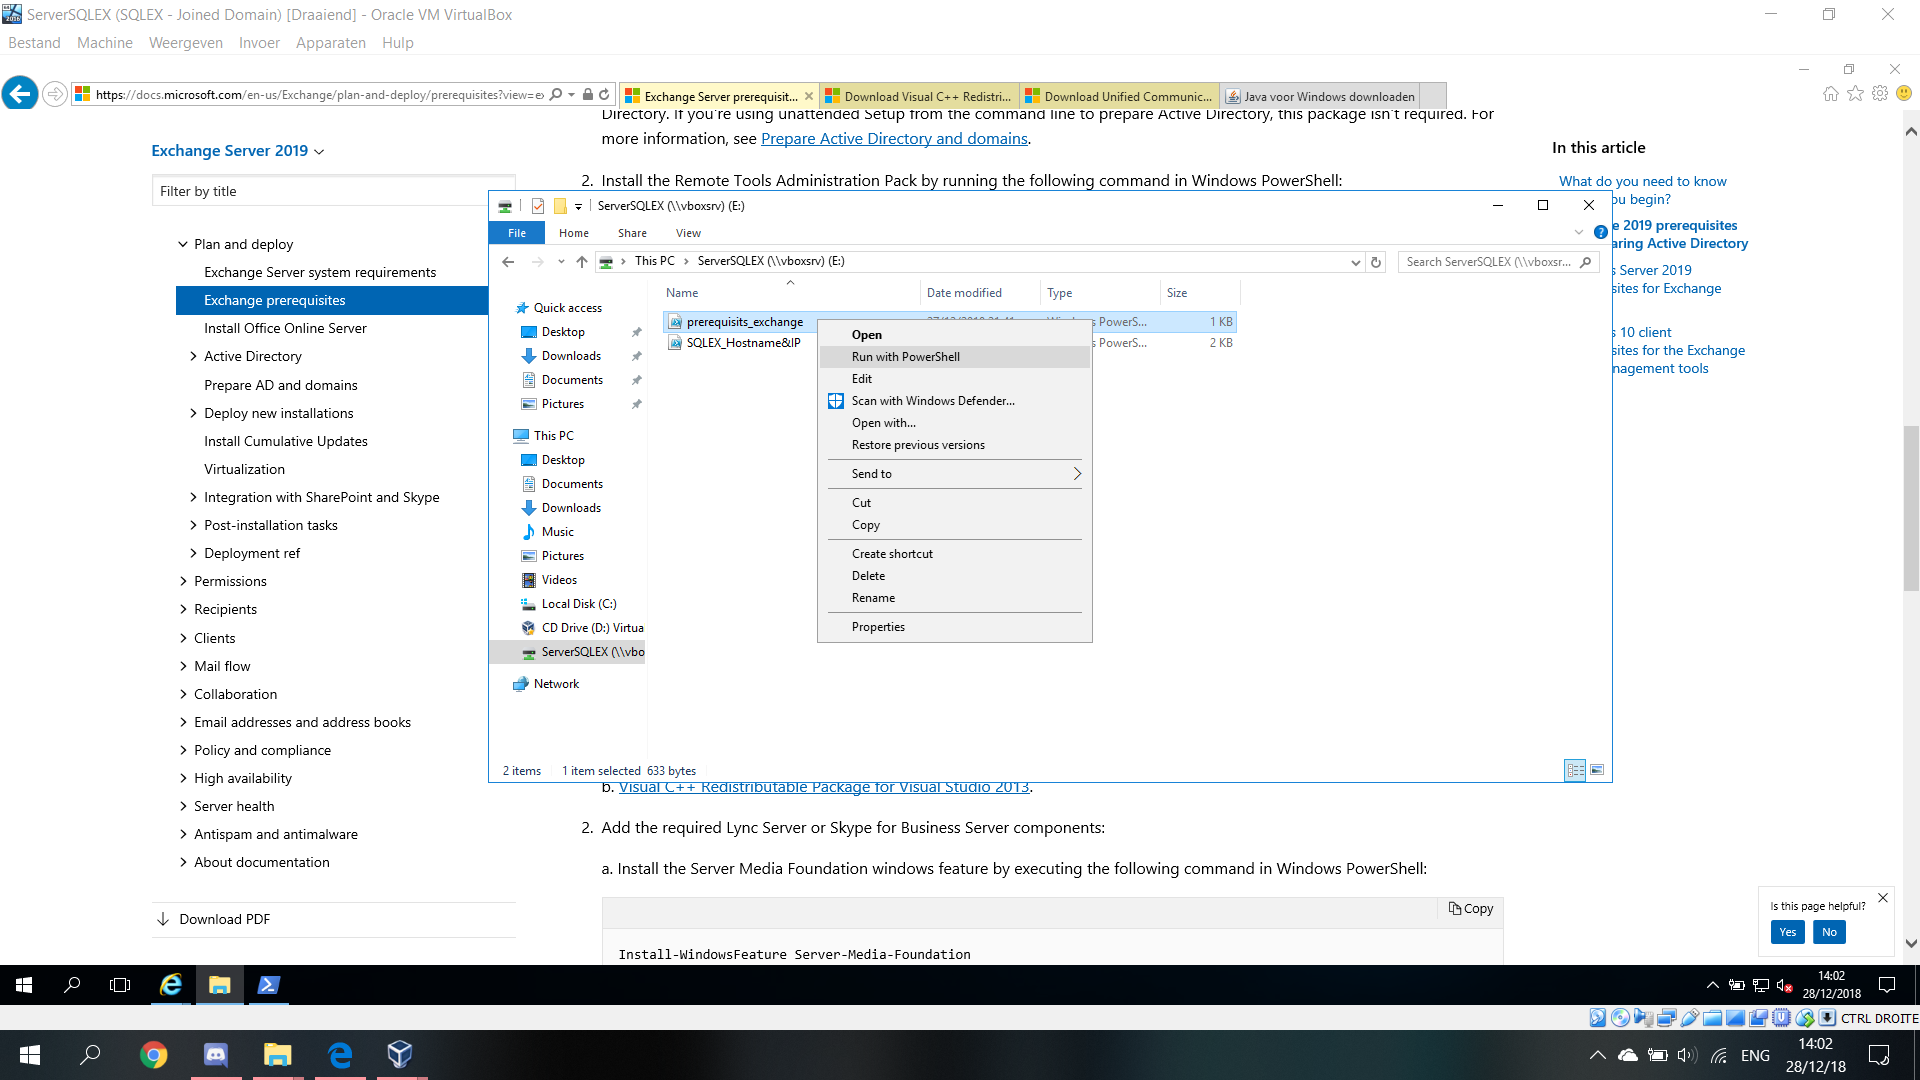 ServerSQLEX (SQLEX - Joined Domain) [Draaiend] - Oracle VM VirtualBox
Bestand Machine Weergeven Invoer Apparaten Hulp
https://docs.microsoft.com/en-us/Exchange/plan-and-deploy/prerequisites?view=e
Exchange Server prerequisit...
Download Visual C++ Redistri...
Download Unified Communic...
Java voor Windows downloaden
Directory. If you're using unattended Setup from the command line to prepare Active Directory, this package isn't required. For
more information, see Prepare Active Directory and domains.
2. Install the Remote Tools Administration Pack by running the following command in Windows PowerShell:
Exchange Server 2019
Filter by title
Plan and deploy
Exchange Server system requirements
Exchange prerequisites
Install Office Online Server
Active Directory
Prepare AD and domains
Deploy new installations
Install Cumulative Updates
Virtualization
Integration with SharePoint and Skype
Post-installation tasks
Deployment ref
Permissions
Recipients
Clients
Mail flow
Collaboration
Email addresses and address books
Policy and compliance
High availability
Server health
Antispam and antimalware
About documentation
Download PDF
ServerSQLEX (\\vboxsrv) (E:)
File Home Share View
This PC ServerSQLEX (\\vboxsrv) (E:)
Search ServerSQLEX (\\vboxsr...
Quick access
Desktop
Downloads
Documents
Pictures
This PC
Desktop
Documents
Downloads
Music
Pictures
Videos
Local Disk (C:)
CD Drive (D:) Virtua
ServerSQLEX (\\vbo
Network
Name Date modified Type Size
prerequisits_exchange PowerS... 1 KB
SQLEX_Hostname&IP s PowerS... 2 KB
Open
Run with PowerShell
Edit
Scan with Windows Defender...
Open with...
Restore previous versions
Send to
Cut
Copy
Create shortcut
Delete
Rename
Properties
2 items 1 item selected 633 bytes
In this article
What do you need to know
ou begin?
e 2019 prerequisites
aring Active Directory
s Server 2019
sites for Exchange
s 10 client
sites for the Exchange
nagement tools
b. Visual C++ Redistributable Package for Visual Studio 2013.
2. Add the required Lync Server or Skype for Business Server components:
a. Install the Server Media Foundation windows feature by executing the following command in Windows PowerShell:
Copy
Install-WindowsFeature Server-Media-Foundation
Is this page helpful?
Yes No
14:02
28/12/2018
CTRL DROITE
ENG
14:02
28/12/18